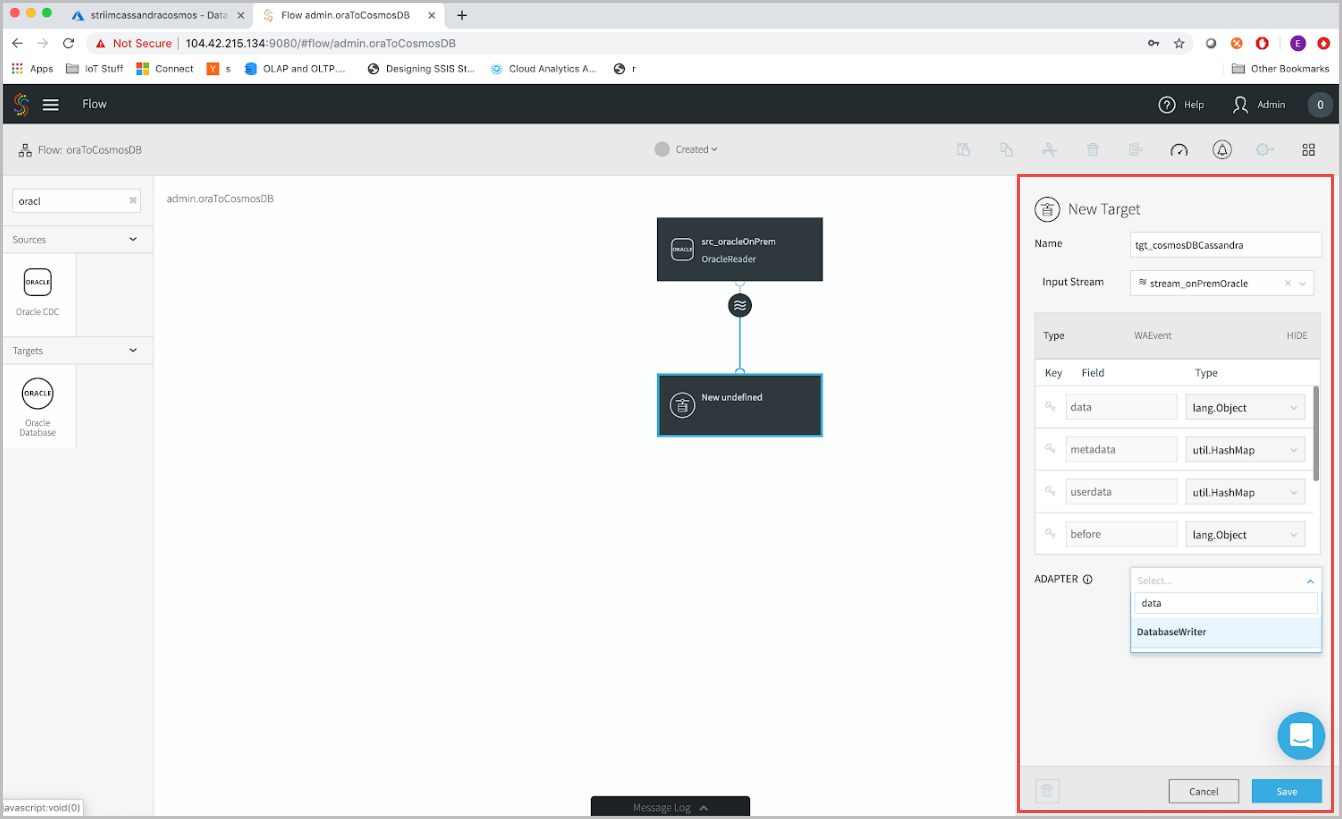 striimcassandracosmos - Data
Flow admin.oraToCosmosDB
Not Secure | 104.42.215.134:9080/#flow/admin.oraToCosmosDB
E
Apps
IoT Stuff
Connect
Y s
OLAP and OLTP....
Designing SSIS St...
Cloud Analytics A...
r
Other Bookmarks
Flow
Help
Admin
0
Flow: oraToCosmosDB
Created
oracl
Sources
ORACLE
Oracle CDC
Targets
ORACLE
Oracle
Database
admin.oraToCosmosDB
ORACLE
src_oracleOnPrem
OracleReader
New undefined
New Target
Name
tgt_cosmosDBCassandra
Input Stream
stream_onPremOracle
Type WAEvent HIDE
Key Field Type
data lang.Object
metadata util.HashMap
userdata util.HashMap
before lang.Object
ADAPTER
Select...
data
DatabaseWriter
Cancel
Save
Message Log
javascript:void(0)